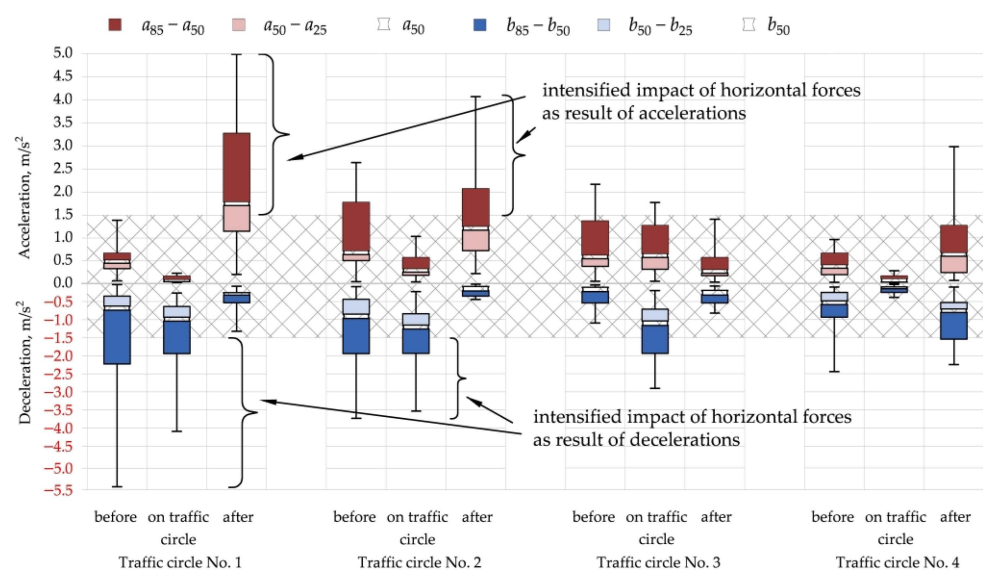 a85 − a50 a50 − a25 a50 b85 − b50 b50 − b25 b50
Acceleration, m/s²
5.0
4.5
4.0
3.5
3.0
2.5
2.0
1.5
1.0
0.5
0.0
Deceleration, m/s²
−0.5
−1.0
−1.5
−2.0
−2.5
−3.0
−3.5
−4.0
−4.5
−5.0
−5.5
intensified impact of horizontal forces
as result of accelerations
intensified impact of horizontal forces
as result of decelerations
before on traffic after before on traffic after before on traffic after before on traffic after
circle circle circle circle
Traffic circle No. 1 Traffic circle No. 2 Traffic circle No. 3 Traffic circle No. 4